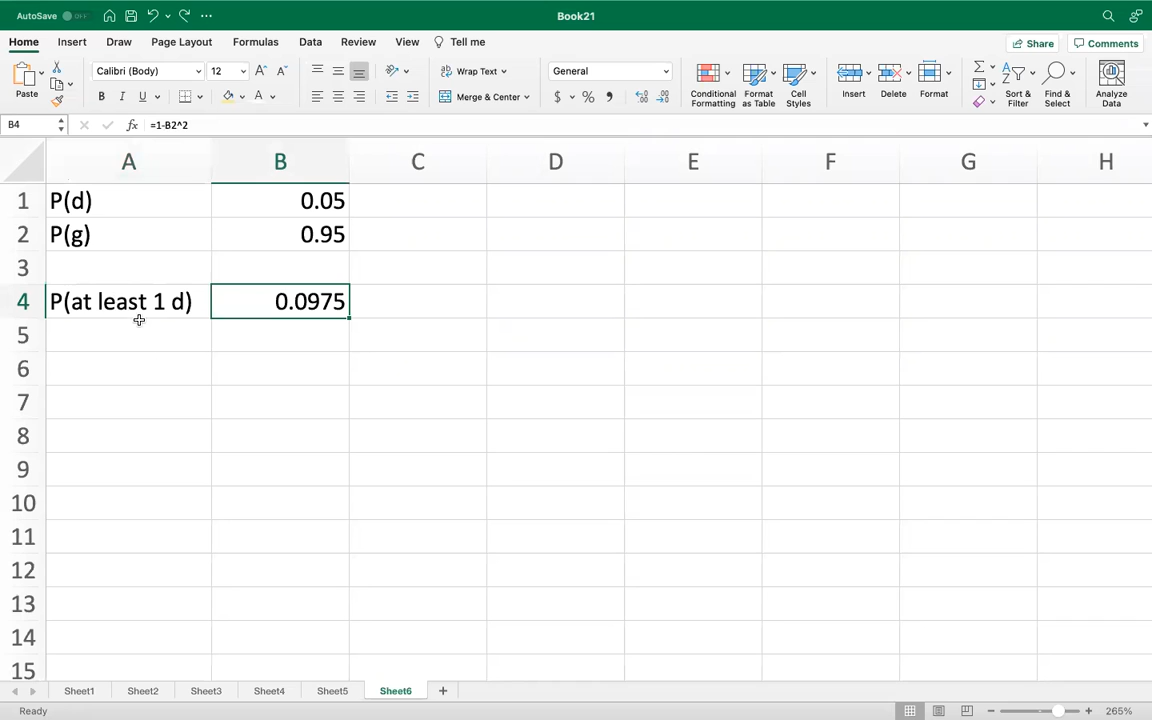 AutoSave OFF ... Book21
Home Insert Draw Page Layout Formulas Data Review View Tell me Share Comments
Paste Calibri (Body) 12 A^ A˅ Wrap Text General
B I U A Merge & Center $ % 9 Conditional Formatting Format as Table Cell Styles Insert Delete Format Sort & Filter Find & Select Analyze Data
B4 fx =1-B2^2
A B C D E F G H
1 P(d) 0.05
2 P(g) 0.95
3
4 P(at least 1 d) 0.0975
5
6
7
8
9
10
11
12
13
14
15
Sheet1 Sheet2 Sheet3 Sheet4 Sheet5 Sheet6 +
Ready 265%